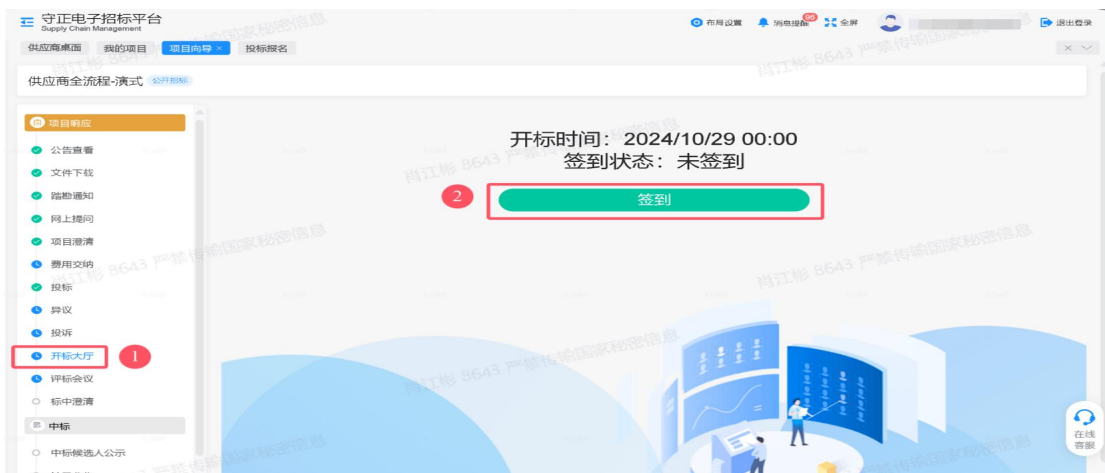 守正电子招标平台
Supply Chain Management
布局设置 消息提醒 96 全屏 退出登录
供应商桌面 我的项目 项目向导 × 投标报名
供应商全流程-演式 公开招标
项目响应
公告查看
文件下载
踏勘通知
网上提问
项目澄清
费用交纳
投标
异议
投诉
开标大厅 1
评标会议
标中澄清
中标
中标候选人公示
开标时间：2024/10/29 00:00
签到状态：未签到
2 签到
在线
客服
肖江彬 8643 严禁传输国家秘密信息